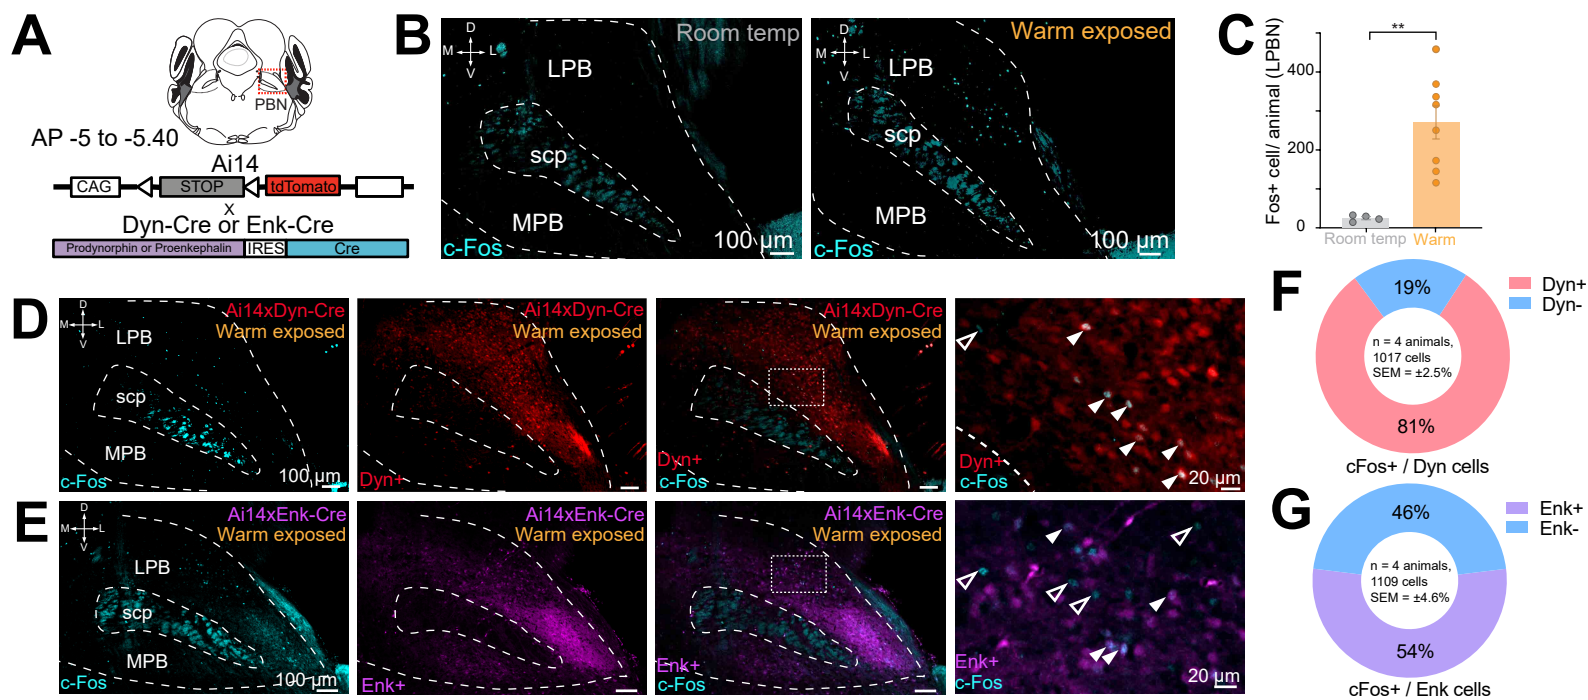 A
PBN
AP -5 to -5.40
Ai14
CAG
STOP
tdTomato
x
Dyn-Cre or Enk-Cre
Prodynorphin or Proenkephalin
IRES
Cre
B
D
M
L
V
Room temp
LPB
scp
MPB
c-Fos
100 µm
D
M
L
V
Warm exposed
LPB
scp
MPB
c-Fos
100 µm
C
**
Fos+ cell/ animal (LPBN)
400
200
0
Room temp
Warm
D
D
M
L
V
Ai14xDyn-Cre
Warm exposed
LPB
scp
MPB
c-Fos
100 µm
Ai14xDyn-Cre
Warm exposed
Dyn+
Ai14xDyn-Cre
Warm exposed
Dyn+
c-Fos
Dyn+
c-Fos
20 µm
E
D
M
L
V
Ai14xEnk-Cre
Warm exposed
LPB
scp
MPB
c-Fos
100 µm
Ai14xEnk-Cre
Warm exposed
Enk+
Ai14xEnk-Cre
Warm exposed
Enk+
c-Fos
Enk+
c-Fos
20 µm
F
19%
Dyn+
Dyn-
n = 4 animals,
1017 cells
SEM = ±2.5%
81%
cFos+ / Dyn cells
G
46%
Enk+
Enk-
n = 4 animals,
1109 cells
SEM = ±4.6%
54%
cFos+ / Enk cells